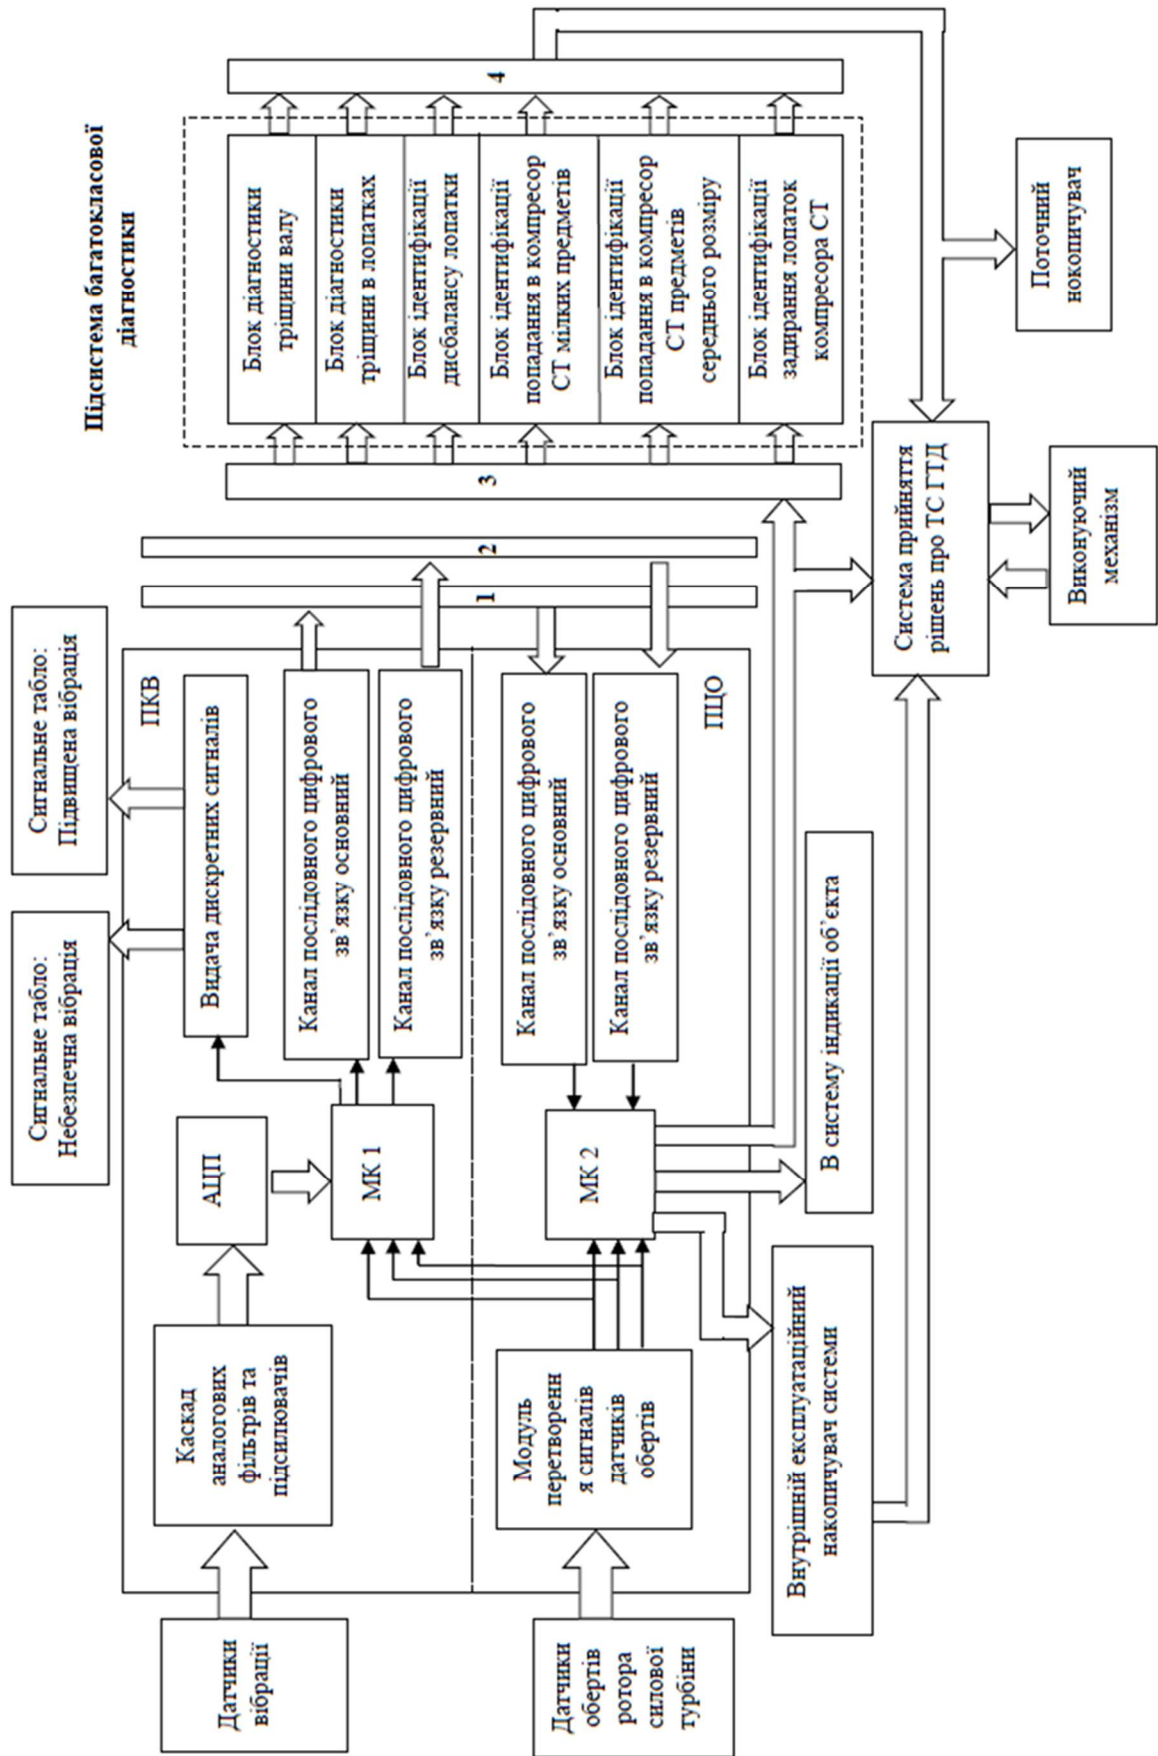 Підсистема багатокласової
діагностики
Сигнальне табло:
Небезпечна вібрація
Сигнальне табло:
Підвищена вібрація
ПКВ
Датчики
вібрації
Каскад
аналогових
фільтрів та
підсилювачів
АЦП
МК 1
Видача дискретних сигналів
Канал послідовного цифрового
зв`язку основний
Канал послідовного цифрового
зв`язку резервний
1
2
3
Блок діагностики
тріщини валу
Блок діагностики
тріщини в лопатках
Блок ідентифікації
дисбалансу лопатки
Блок ідентифікації
попадання в компресор
СТ мілких предметів
Блок ідентифікації
попадання в компресор
СТ предметів
середнього розміру
Блок ідентифікації
задирання лопаток
компресора СТ
4
Датчики
обертів
ротора
силової
турбіни
Модуль
перетворенн
я сигналів
датчиків
обертів
МК 2
Канал послідовного цифрового
зв`язку основний
Канал послідовного цифрового
зв`язку резервний
ПЦО
Внутрішній експлуатаційний
накопичувач системи
В систему індикації об`єкта
Система прийняття
рішень про ТС ГТД
Поточний
нокопичувач
Виконуючий
механізм